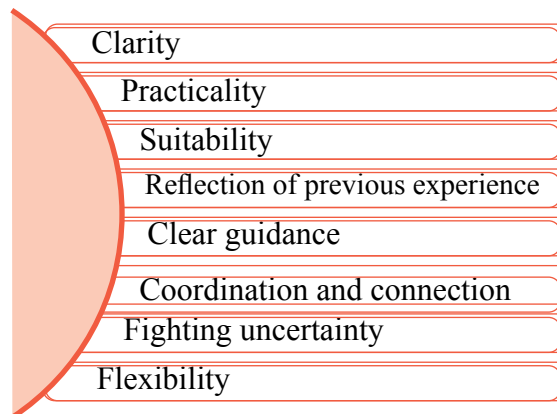 Clarity
Practicality
Suitability
Reflection of previous experience
Clear guidance
Coordination and connection
Fighting uncertainty
Flexibility